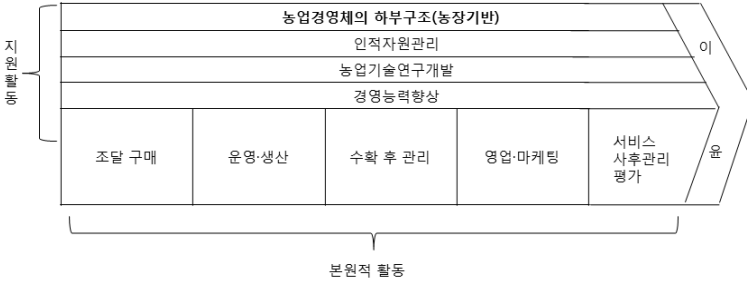 농업경영체의 하부구조(농장기반)
인적자원관리
농업기술연구개발
경영능력향상
지
원
활
동
이
윤
조달 구매
운영·생산
수확 후 관리
영업·마케팅
서비스
사후관리
평가
본원적 활동